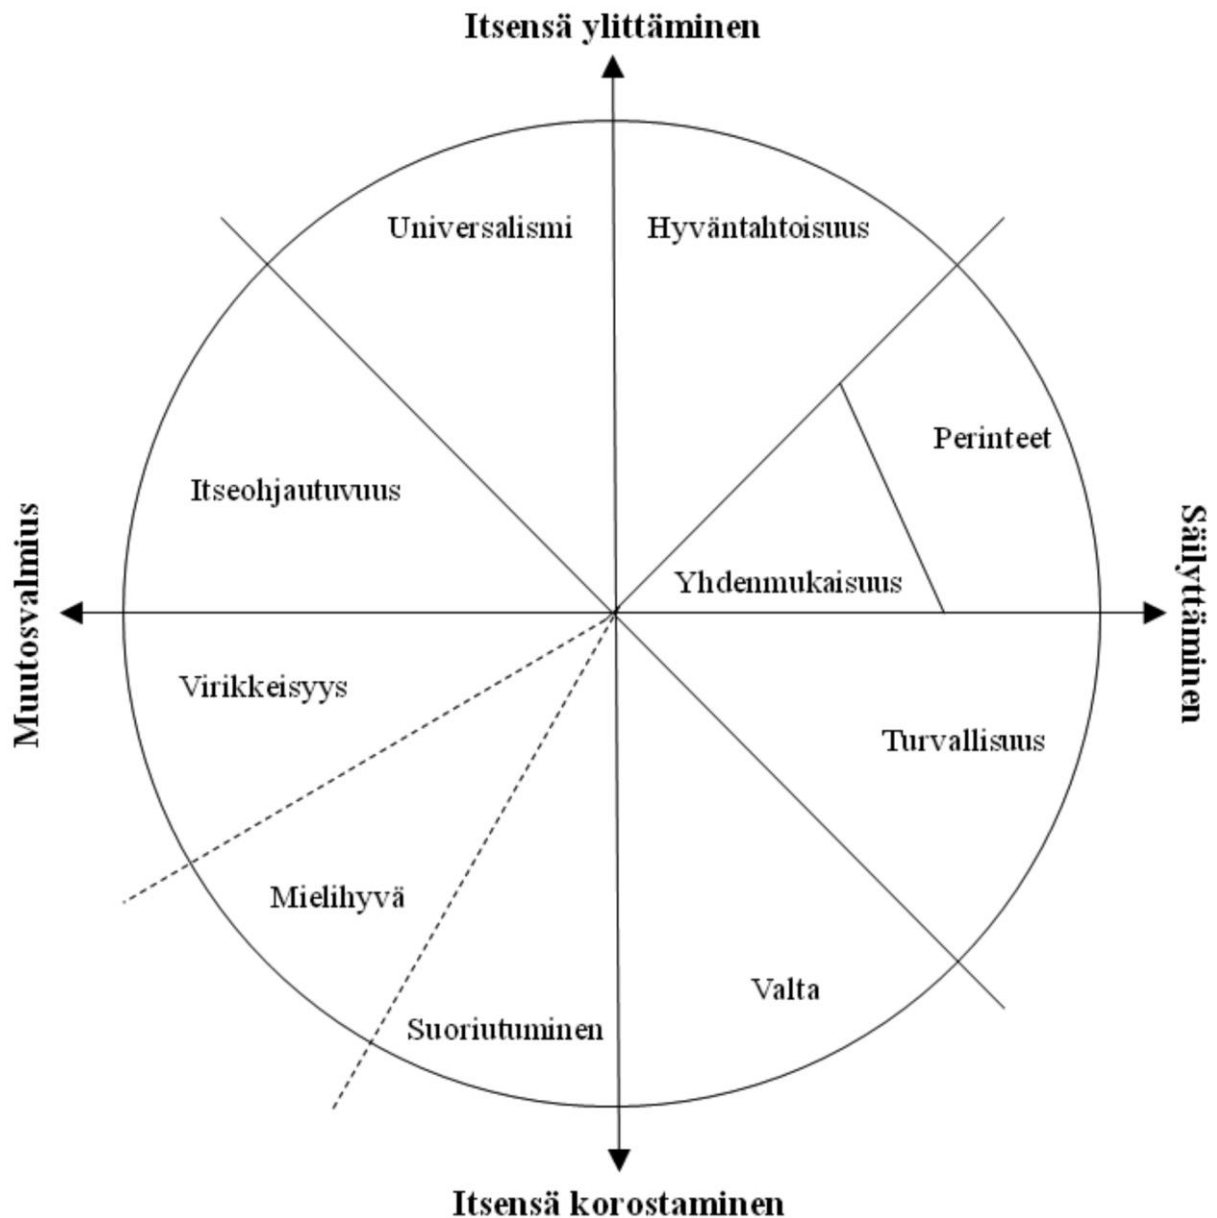 Itsensä ylittäminen
Universalismi
Hyväntahtoisuus
Perinteet
Itseohjautuvuus
Muutosvalmius
Säilyttäminen
Yhdenmukaisuus
Virikkeisyys
Turvallisuus
Mielihyvä
Valta
Suoriutuminen
Itsensä korostaminen